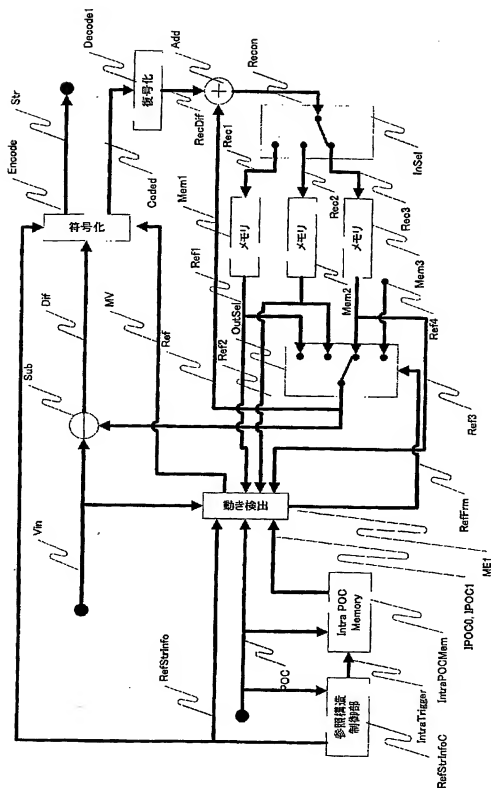 Decode1
Add
Str
Encode
復号化
Recon
RecDif
Rec1
Coded
InSel
符号化
Mem1
Rec2
Rec3
メモリ
メモリ
メモリ
Dif
MV
Ref
Ref1
OutSel
Mem2
Mem3
Ref2
Ref4
Sub
Ref3
Vin
動き検出
RefFrm
ME1
RefStrInfo
POC
Intra POC
Memory
IPOC0, IPOC1
IntraPOCMem
参照構造
制御部
IntraTrigger
RefStrInfoC